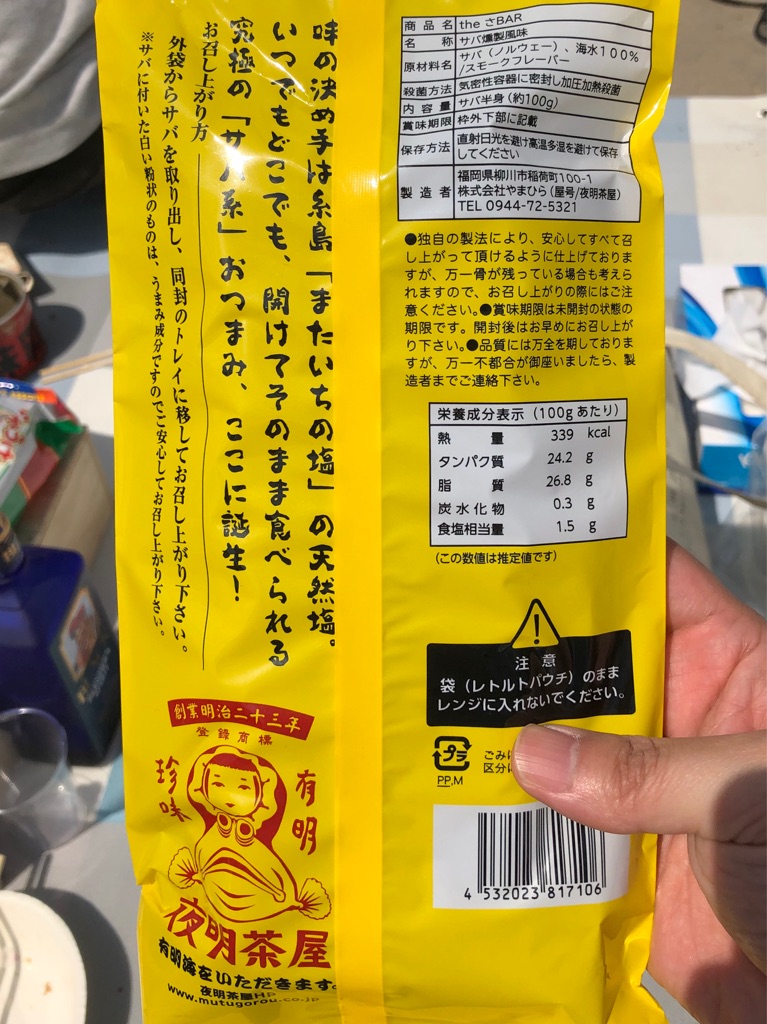 商品名 the さBAR
名称 サバ燻製風味
原材料名 サバ(ノルウェー)、海水100%
/スモークフレーバー
殺菌方法 気密性容器に密封し加圧加熱殺菌
内容量 サバ半身(約100g)
賞味期限 枠外下部に記載
保存方法 直射日光を避け高温多湿を避けて保存
してください
製造者 福岡県柳川市稲荷町100-1
株式会社やまひら(屋号/夜明茶屋)
TEL 0944-72-5321
●独自の製法により、安心してすべて召
し上がって頂けるように仕上げておりま
すが、万一骨が残っている場合も考えら
れますので、お召し上がりの際にはご注
意ください。●賞味期限は未開封の状態の
期限です。開封後はお早めにお召し上が
り下さい。●品質には万全を期しておりま
すが、万一不都合が御座いましたら、製
造者までご連絡下さい。
栄養成分表示(100gあたり)
熱量 339 kcal
タンパク質 24.2 g
脂質 26.8 g
炭水化物 0.3 g
食塩相当量 1.5 g
(この数値は推定値です)
注意
袋(レトルトパウチ)のまま
レンジに入れないでください。
プラ
PP,M
ごみに
区分に
4 532023 817106
味の決め手は糸島「またいちの塩」の天然塩。
いつでもどこでも、開けてそのまま食べられる
究極の「サバ系」おつまみ、ここに誕生!
お召し上がり方
外袋からサバを取り出し、同封のトレイに移してお召し上がり下さい。
※サバに付いた白い粉状のものは、うまみ成分ですのでご安心してお召し上がり下さい。
創業明治二十三年
登録商標
有明
珍味
夜明茶屋
有明海をいただきます。
夜明茶屋HP
www.mutugorou.co.jp